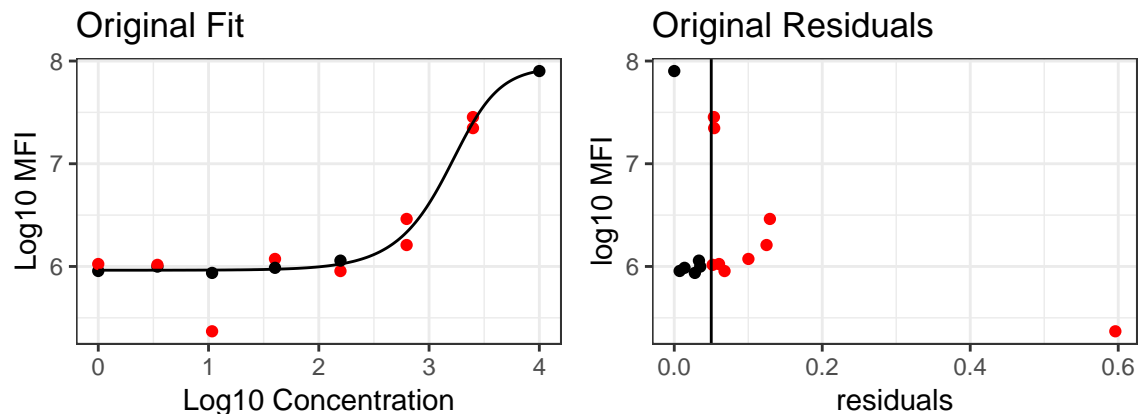 Original Fit
Log10 MFI
8
7
6
0 1 2 3 4
Log10 Concentration
Original Residuals
log10 MFI
8
7
6
0.0 0.2 0.4 0.6
residuals